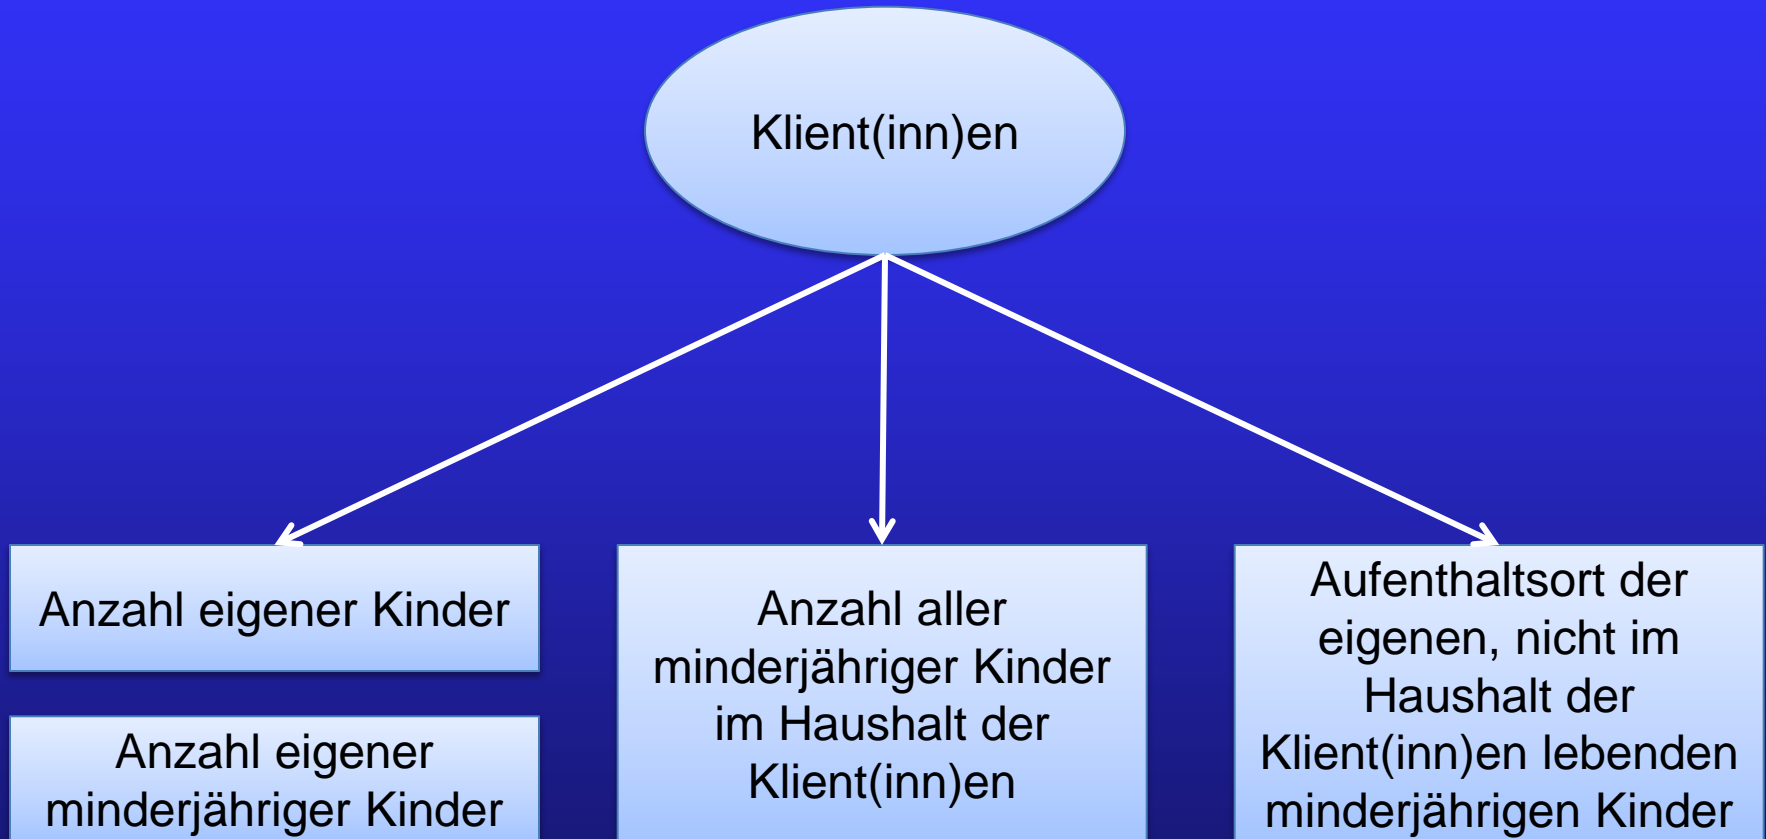 Klient(inn)en
Anzahl eigener Kinder
Anzahl eigener
minderjähriger Kinder
Anzahl aller
minderjähriger Kinder
im Haushalt der
Klient(inn)en
Aufenthaltsort der
eigenen, nicht im
Haushalt der
Klient(inn)en lebenden
minderjährigen Kinder